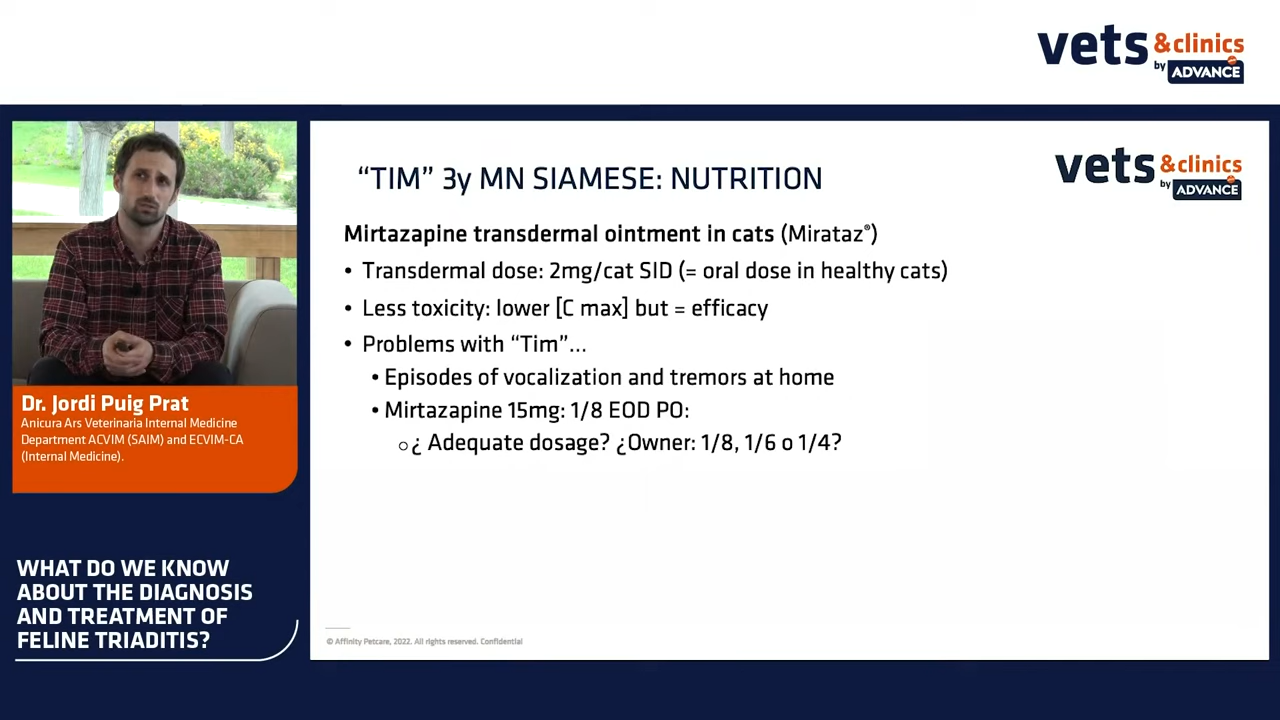 vets &clinics
by ADVANCE
vets &clinics
by ADVANCE
“TIM” 3y MN SIAMESE: NUTRITION
Mirtazapine transdermal ointment in cats (Mirataz®)
• Transdermal dose: 2mg/cat SID (= oral dose in healthy cats)
• Less toxicity: lower [C max] but = efficacy
• Problems with “Tim”...
• Episodes of vocalization and tremors at home
• Mirtazapine 15mg: 1/8 EOD PO:
○ ¿ Adequate dosage? ¿Owner: 1/8, 1/6 o 1/4?
© Affinity Petcare, 2022. All rights reserved. Confidential
Dr. Jordi Puig Prat
Anicura Ars Veterinaria Internal Medicine
Department ACVIM (SAIM) and ECVIM-CA
(Internal Medicine).
WHAT DO WE KNOW
ABOUT THE DIAGNOSIS
AND TREATMENT OF
FELINE TRIADITIS?